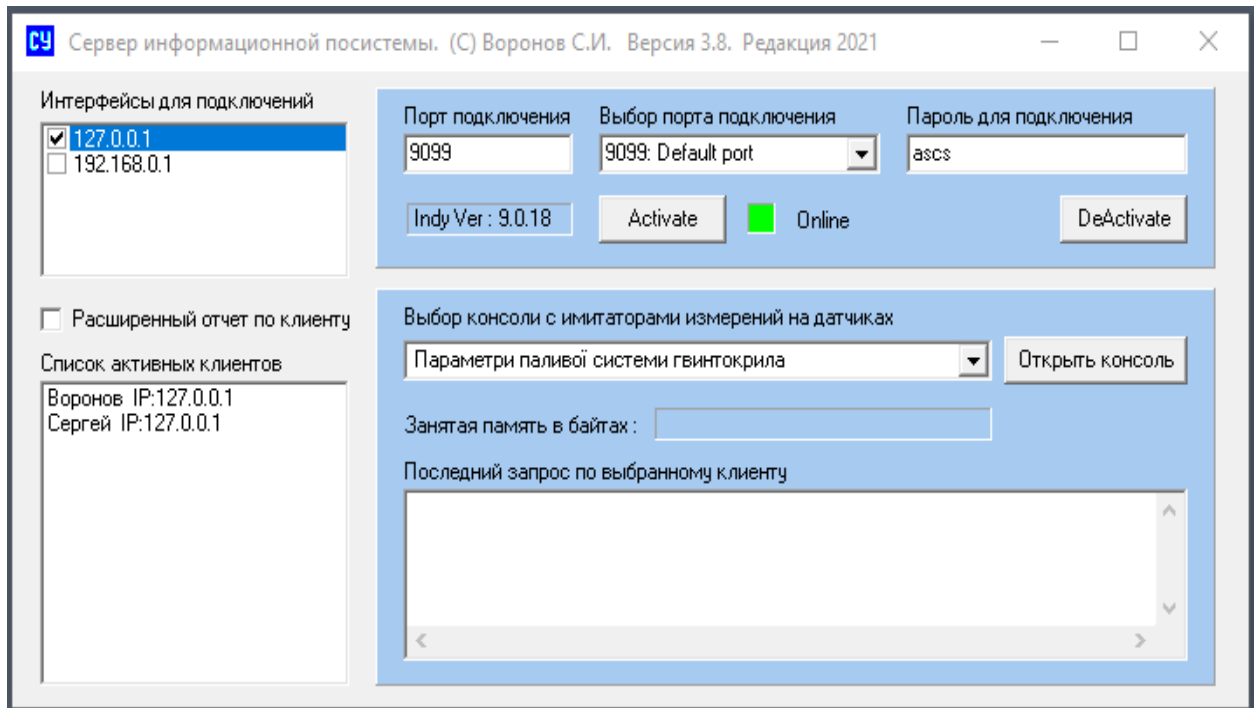 СУ Сервер информационной посистемы. (C) Воронов С.И. Версия 3.8. Редакция 2021
Интерфейсы для подключений
127.0.0.1
192.168.0.1
Порт подключения Выбор порта подключения Пароль для подключения
9099 9099: Default port ascs
Indy Ver : 9.0.18 Activate Online DeActivate
Расширенный отчет по клиенту
Список активных клиентов
Воронов IP:127.0.0.1
Сергей IP:127.0.0.1
Выбор консоли с имитаторами измерений на датчиках
Параметри паливої системи гвинтокрила Открыть консоль
Занятая память в байтах :
Последний запрос по выбранному клиенту